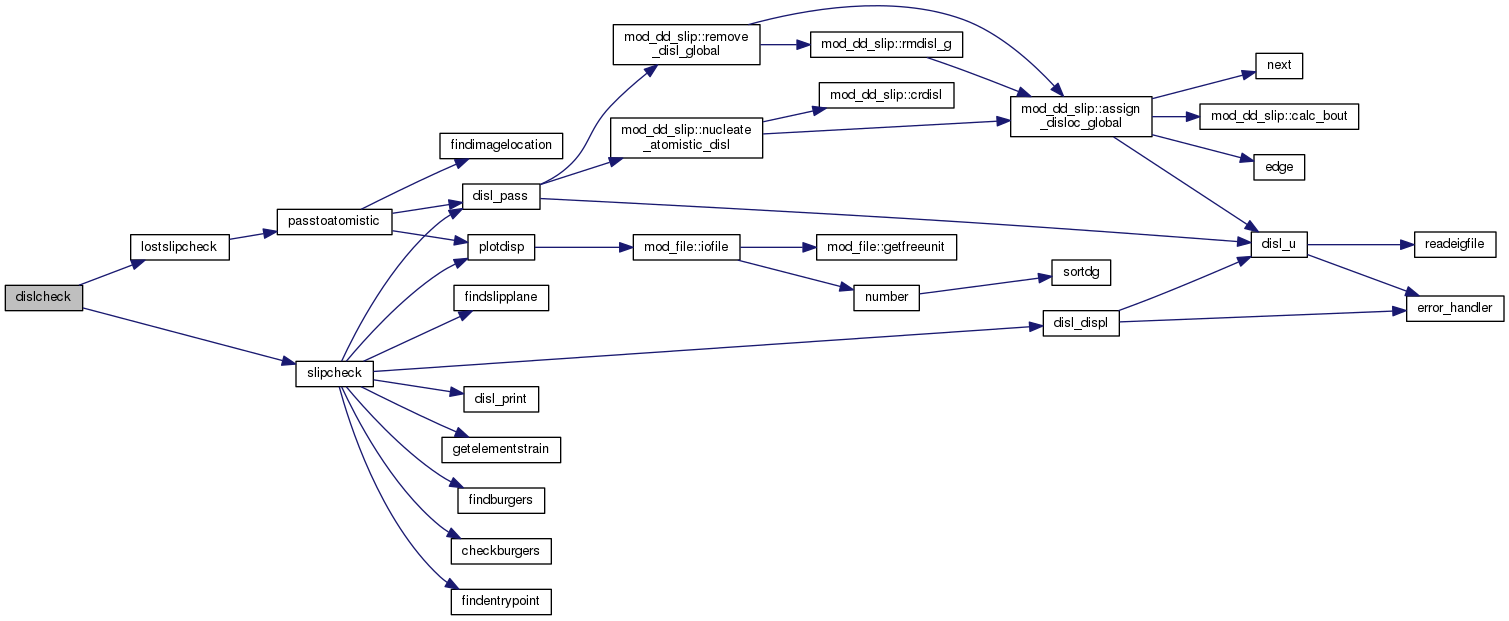 dislcheck
lostslipcheck
slipcheck
passtoatomistic
findimagelocation
disl_pass
plotdisp
findslipplane
disl_print
getelementstrain
findburgers
checkburgers
findentrypoint
mod_dd_slip::remove
_disl_global
mod_dd_slip::nucleate
_atomistic_disl
mod_file::iofile
mod_dd_slip::rmdisl_g
mod_dd_slip::crdisl
mod_file::getfreeunit
number
mod_dd_slip::assign
_disloc_global
sortdg
disl_displ
next
mod_dd_slip::calc_bout
edge
disl_u
readeigfile
error_handler